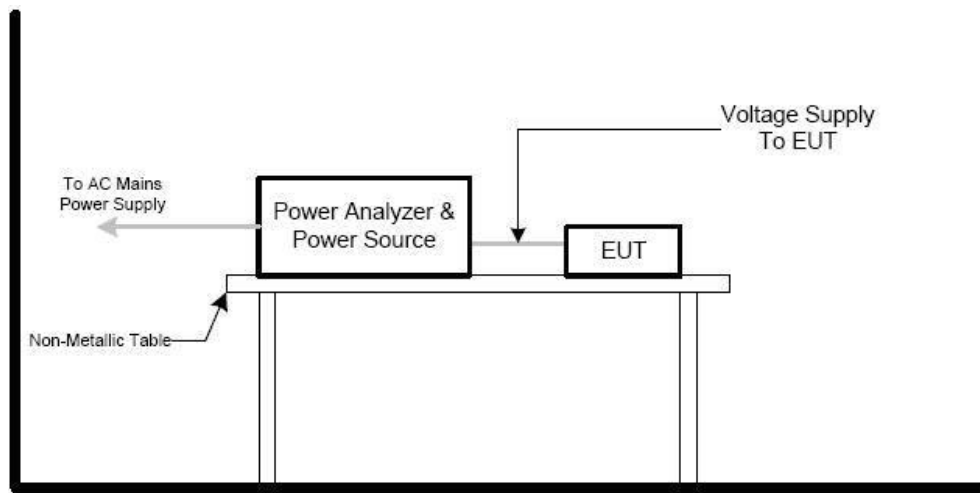 Voltage Supply
To EUT
To AC Mains
Power Supply
Power Analyzer &
Power Source
EUT
Non-Metallic Table